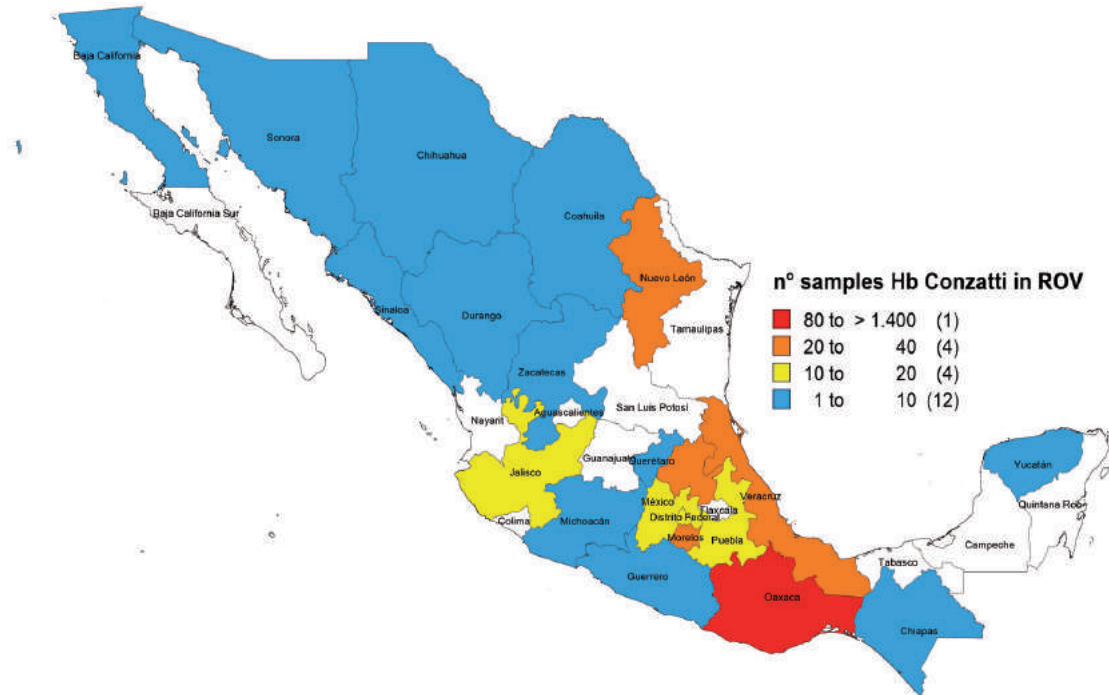 Baja California
Sonora
Chihuahua
Coahuila
Baja California Sur
Nuevo León
Sinaloa
Durango
Tamaulipas
Zacatecas
Nayarit
Aguascalientes
San Luis Potosí
Guanajuato
Querétaro
Jalisco
Colima
Michoacán
México
Distrito Federal
Tlaxcala
Veracruz
Morelos
Puebla
Guerrero
Oaxaca
Yucatán
Quintana Roo
Campeche
Tabasco
Chiapas
n° samples Hb Conzatti in ROV
80 to > 1.400 (1)
20 to 40 (4)
10 to 20 (4)
1 to 10 (12)